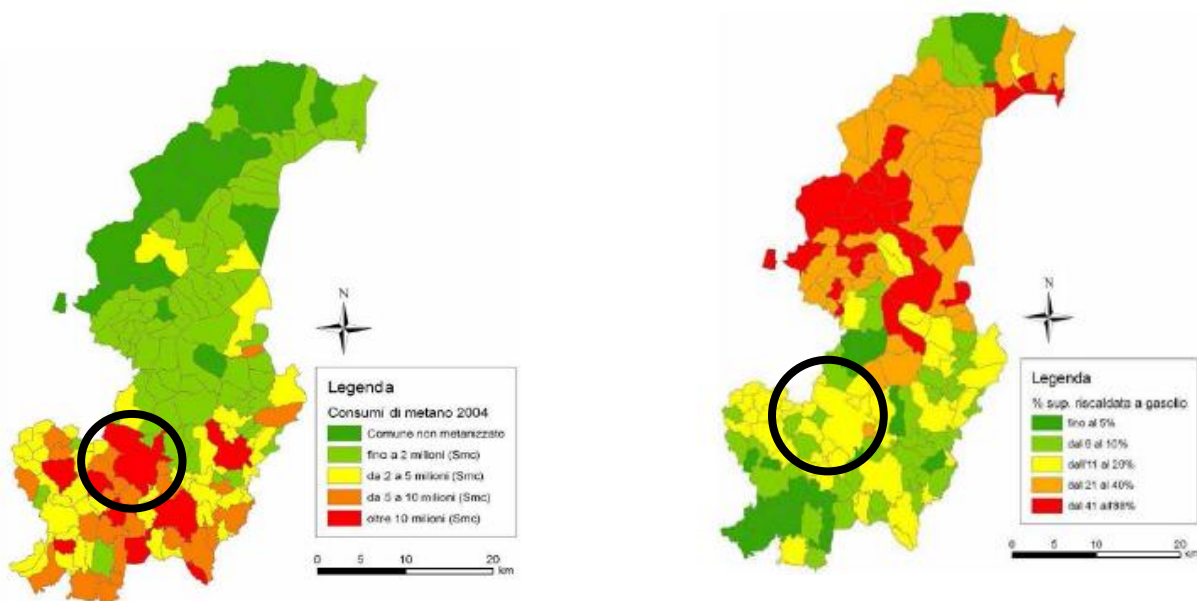 N
Legenda
Consumi di metano 2004
Comune non metanizzato
fino a 2 milioni (Smc)
da 2 a 5 milioni (Smc)
da 5 a 10 milioni (Smc)
oltre 10 milioni (Smc)
0 5 10 20
km
N
Legenda
% sup. riscaldata a gasolio
fino al 5%
dal 6 al 10%
dall'11 al 20%
dal 21 al 40%
dal 41 all'88%
0 5 10 20
km